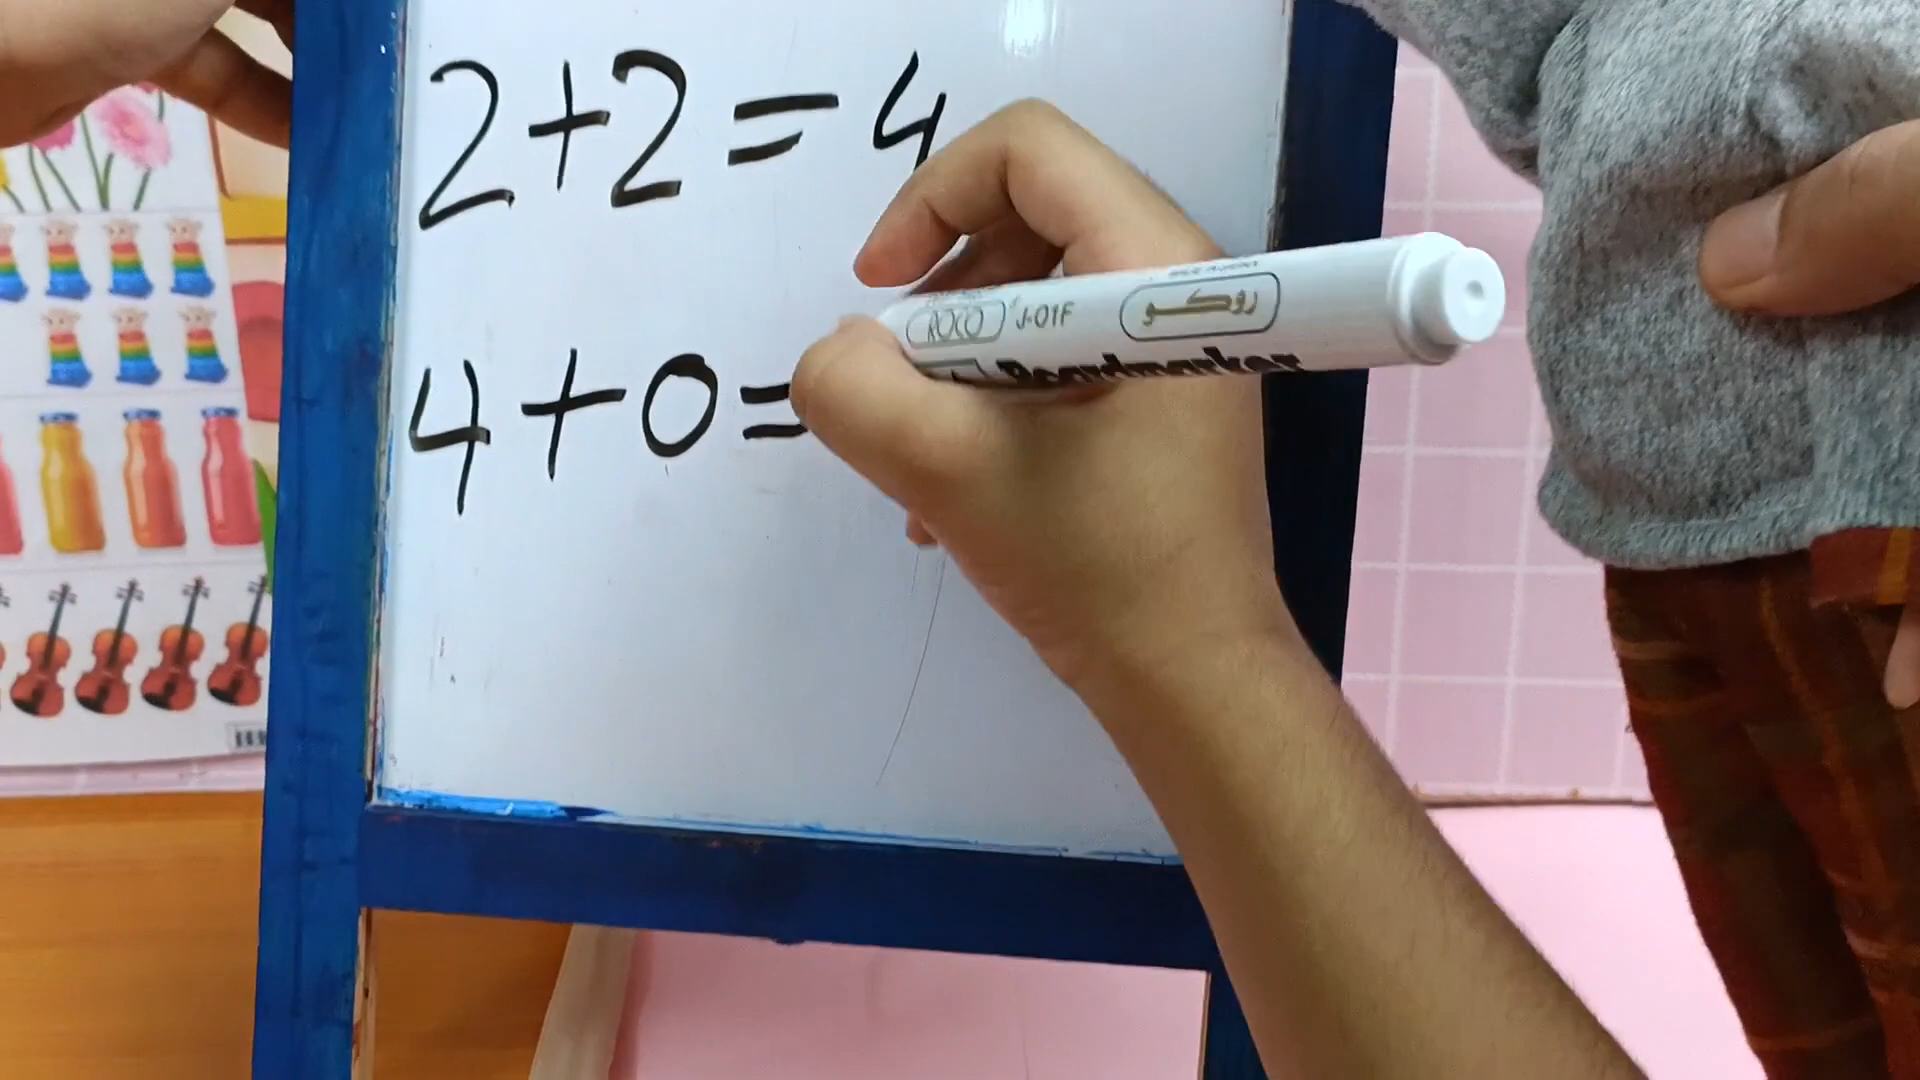 2+2=4
4+0=
ROCO J-01F روكو
Boardmarker